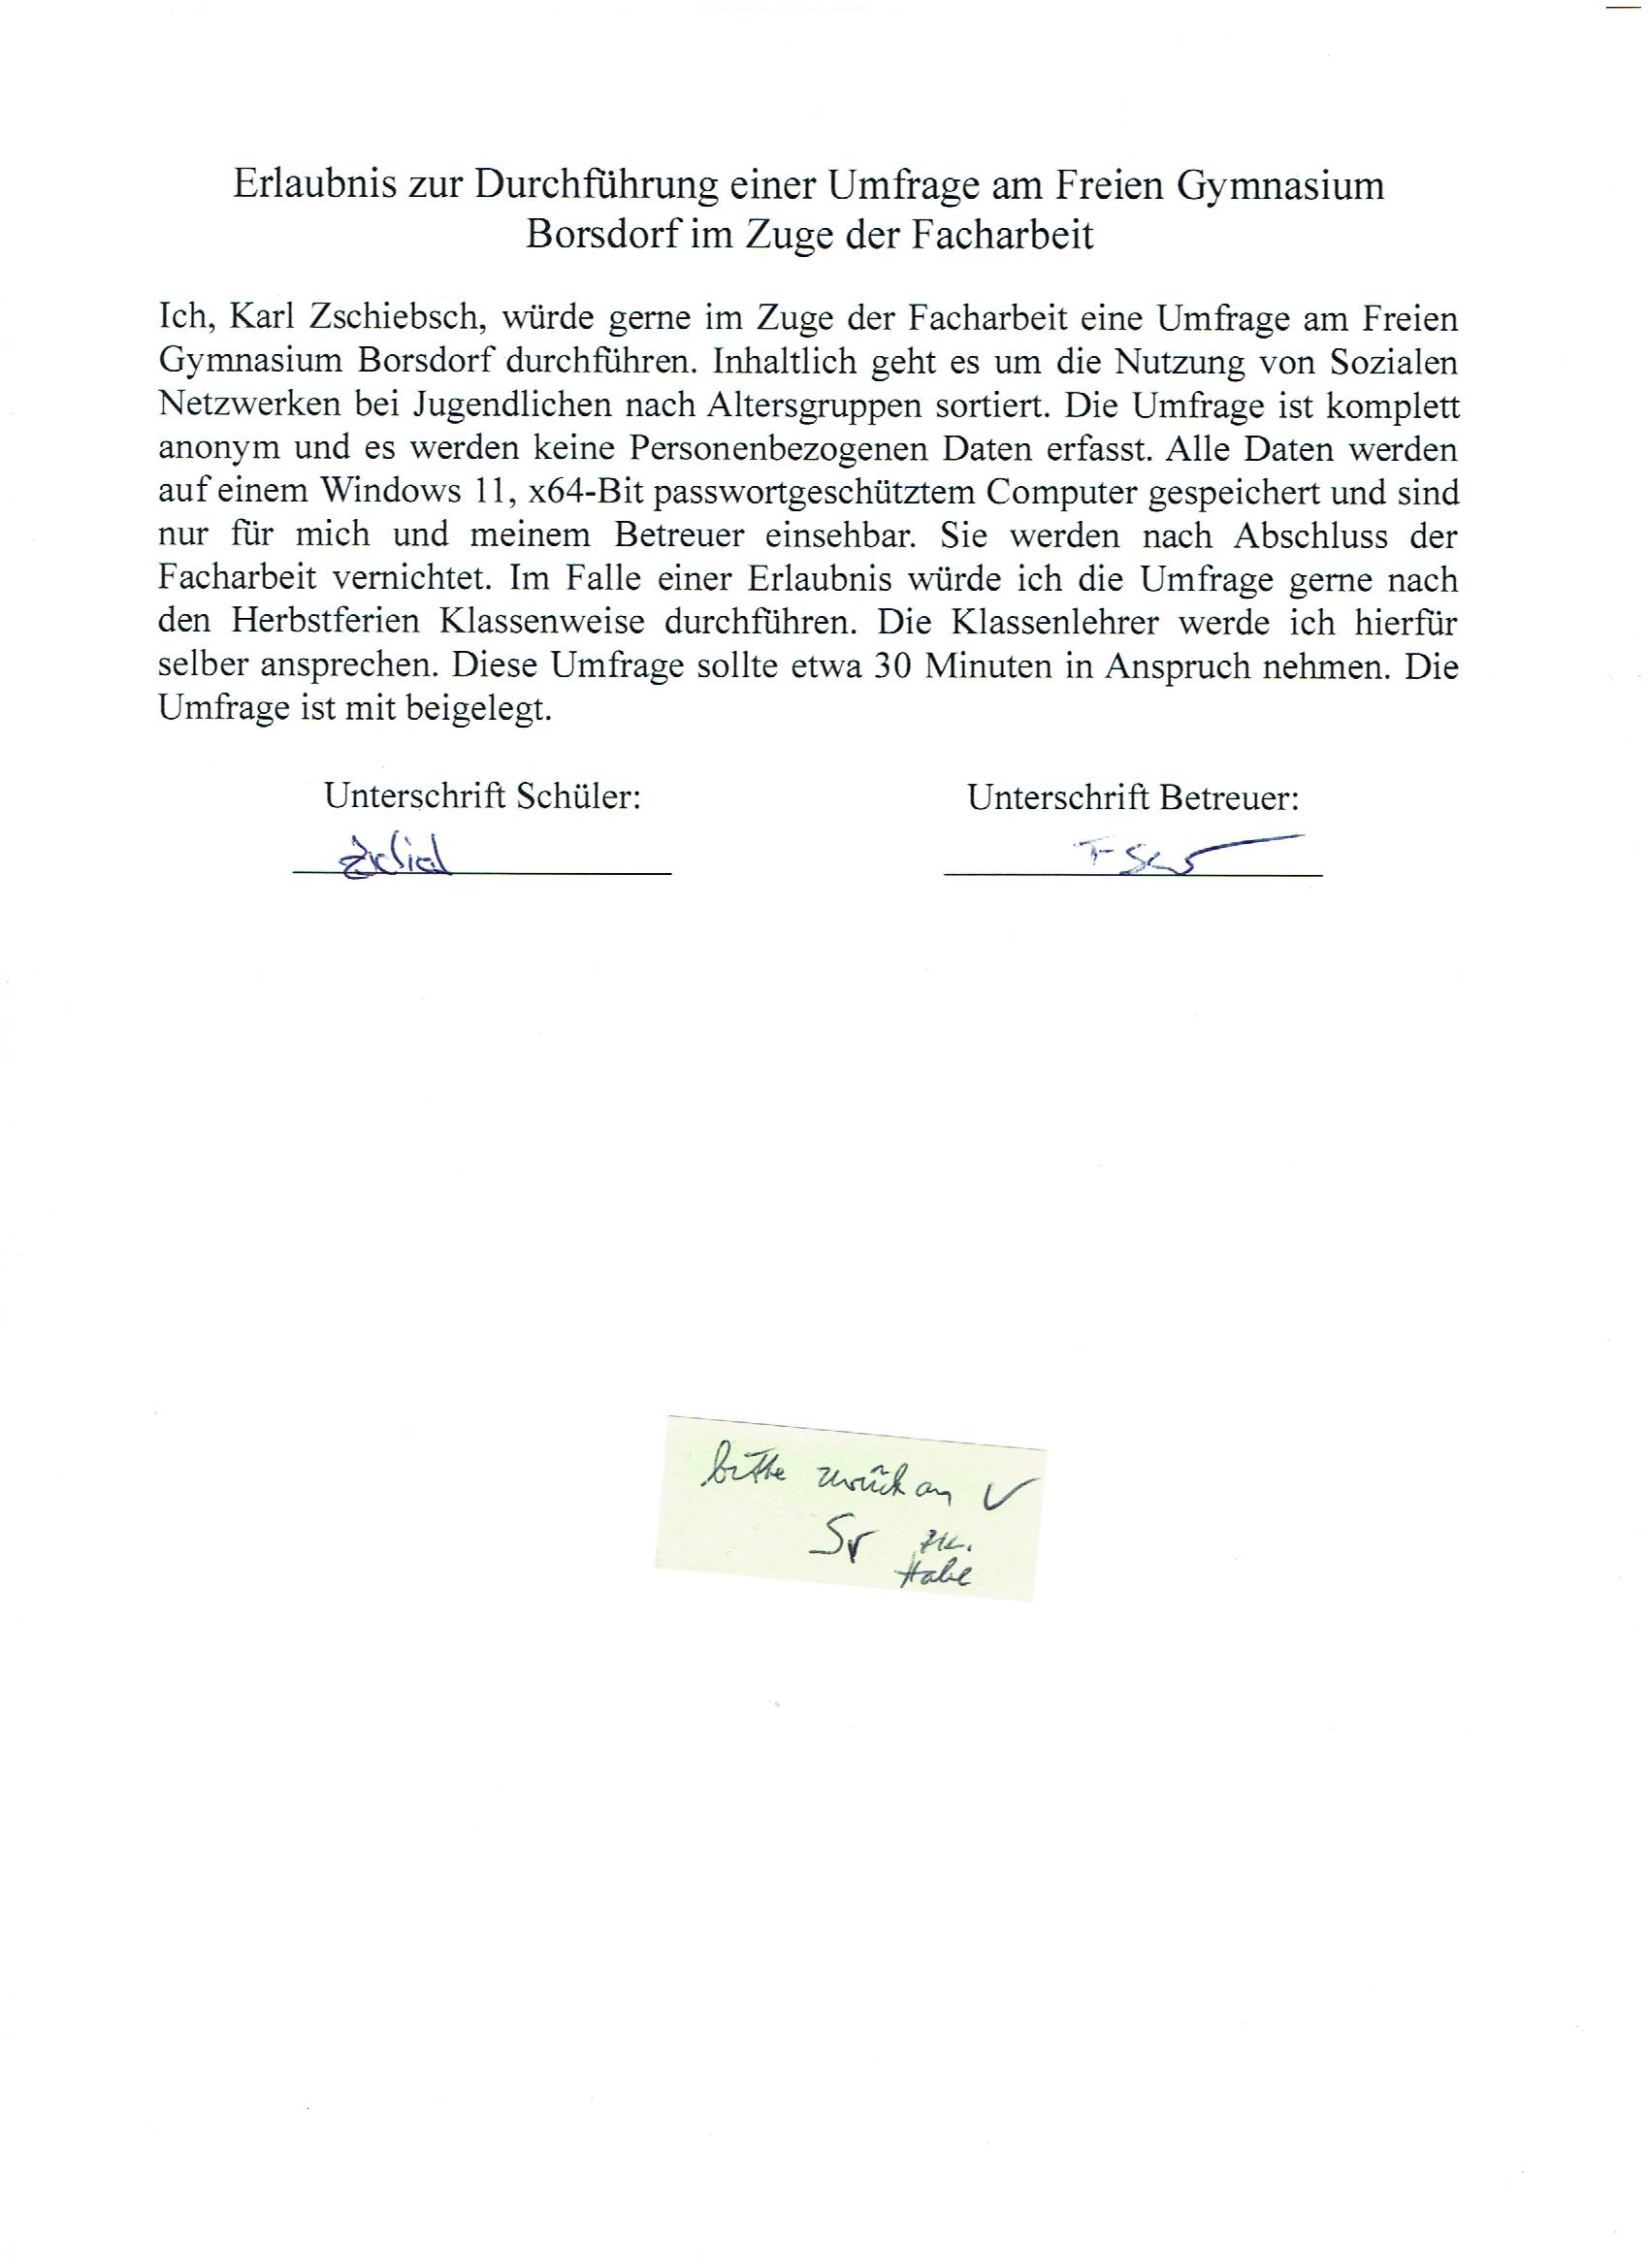 Erlaubnis zur Durchführung einer Umfrage am Freien Gymnasium
Borsdorf im Zuge der Facharbeit
Ich, Karl Zschiebsch, würde gerne im Zuge der Facharbeit eine Umfrage am Freien
Gymnasium Borsdorf durchführen. Inhaltlich geht es um die Nutzung von Sozialen
Netzwerken bei Jugendlichen nach Altersgruppen sortiert. Die Umfrage ist komplett
anonym und es werden keine Personenbezogenen Daten erfasst. Alle Daten werden
auf einem Windows 11, x64-Bit passwortgeschütztem Computer gespeichert und sind
nur für mich und meinem Betreuer einsehbar. Sie werden nach Abschluss der
Facharbeit vernichtet. Im Falle einer Erlaubnis würde ich die Umfrage gerne nach
den Herbstferien Klassenweise durchführen. Die Klassenlehrer werde ich hierfür
selber ansprechen. Diese Umfrage sollte etwa 30 Minuten in Anspruch nehmen. Die
Umfrage ist mit beigelegt.
Unterschrift Schüler: Unterschrift Betreuer:
bitte zurück an
Sr